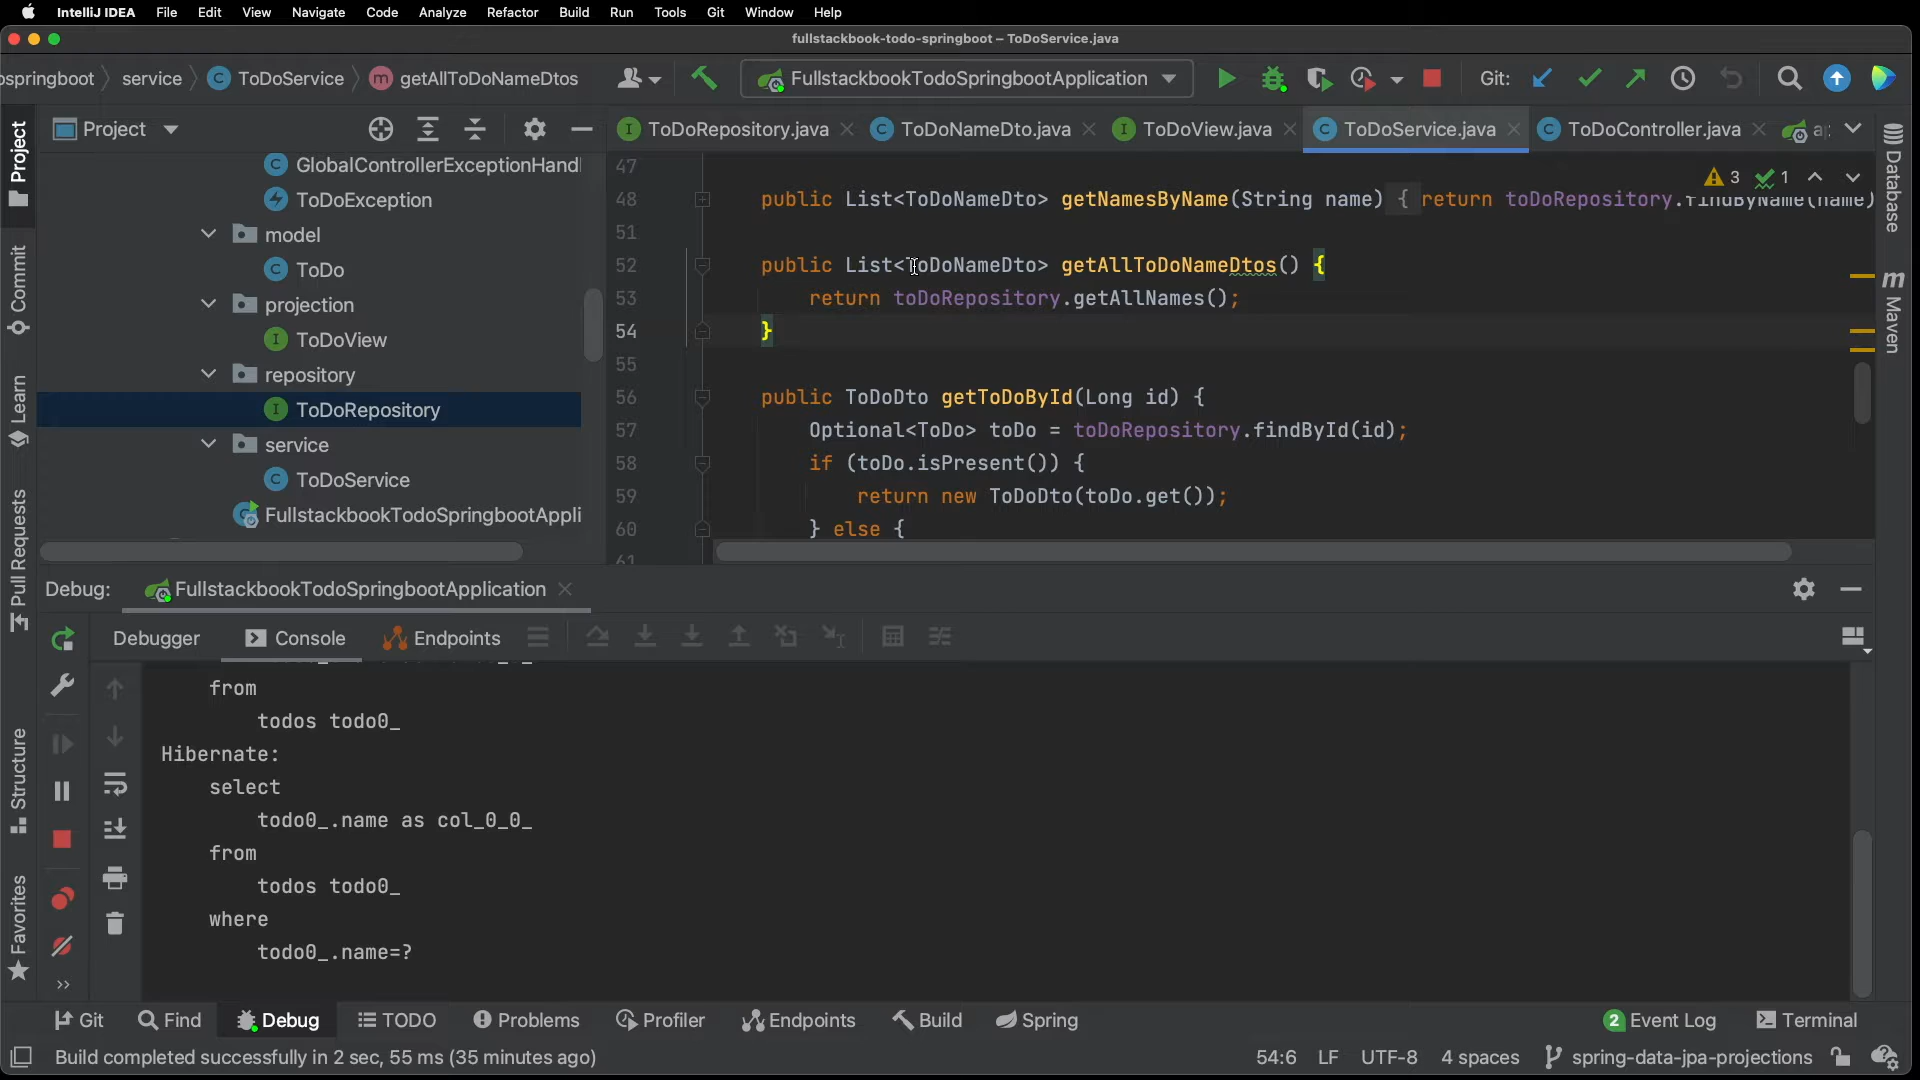 IntelliJ IDEA File Edit View Navigate Code Analyze Refactor Build Run Tools Git Window Help
fullstackbook-todo-springboot – ToDoService.java
springboot service ToDoService getAllToDoNameDtos FullstackbookTodoSpringbootApplication Git:
Project ToDoRepository.java ToDoNameDto.java ToDoView.java ToDoService.java ToDoController.java
Project
Commit
Learn
Pull Requests
Structure
Favorites
Database
Maven
GlobalControllerExceptionHandl
ToDoException
model
ToDo
projection
ToDoView
repository
ToDoRepository
service
ToDoService
FullstackbookTodoSpringbootAppli
3 1
47
48 public List<ToDoNameDto> getNamesByName(String name) { return toDoRepository.findByName(name)
51
52 public List<ToDoNameDto> getAllToDoNameDtos() {
53 return toDoRepository.getAllNames();
54 }
55
56 public ToDoDto getToDoById(Long id) {
57 Optional<ToDo> toDo = toDoRepository.findById(id);
58 if (toDo.isPresent()) {
59 return new ToDoDto(toDo.get());
60 } else {
61
Debug: FullstackbookTodoSpringbootApplication
Debugger Console Endpoints
from
todos todo0_
Hibernate:
select
todo0_.name as col_0_0_
from
todos todo0_
where
todo0_.name=?
Git Find Debug TODO Problems Profiler Endpoints Build Spring 2 Event Log Terminal
Build completed successfully in 2 sec, 55 ms (35 minutes ago) 54:6 LF UTF-8 4 spaces spring-data-jpa-projections